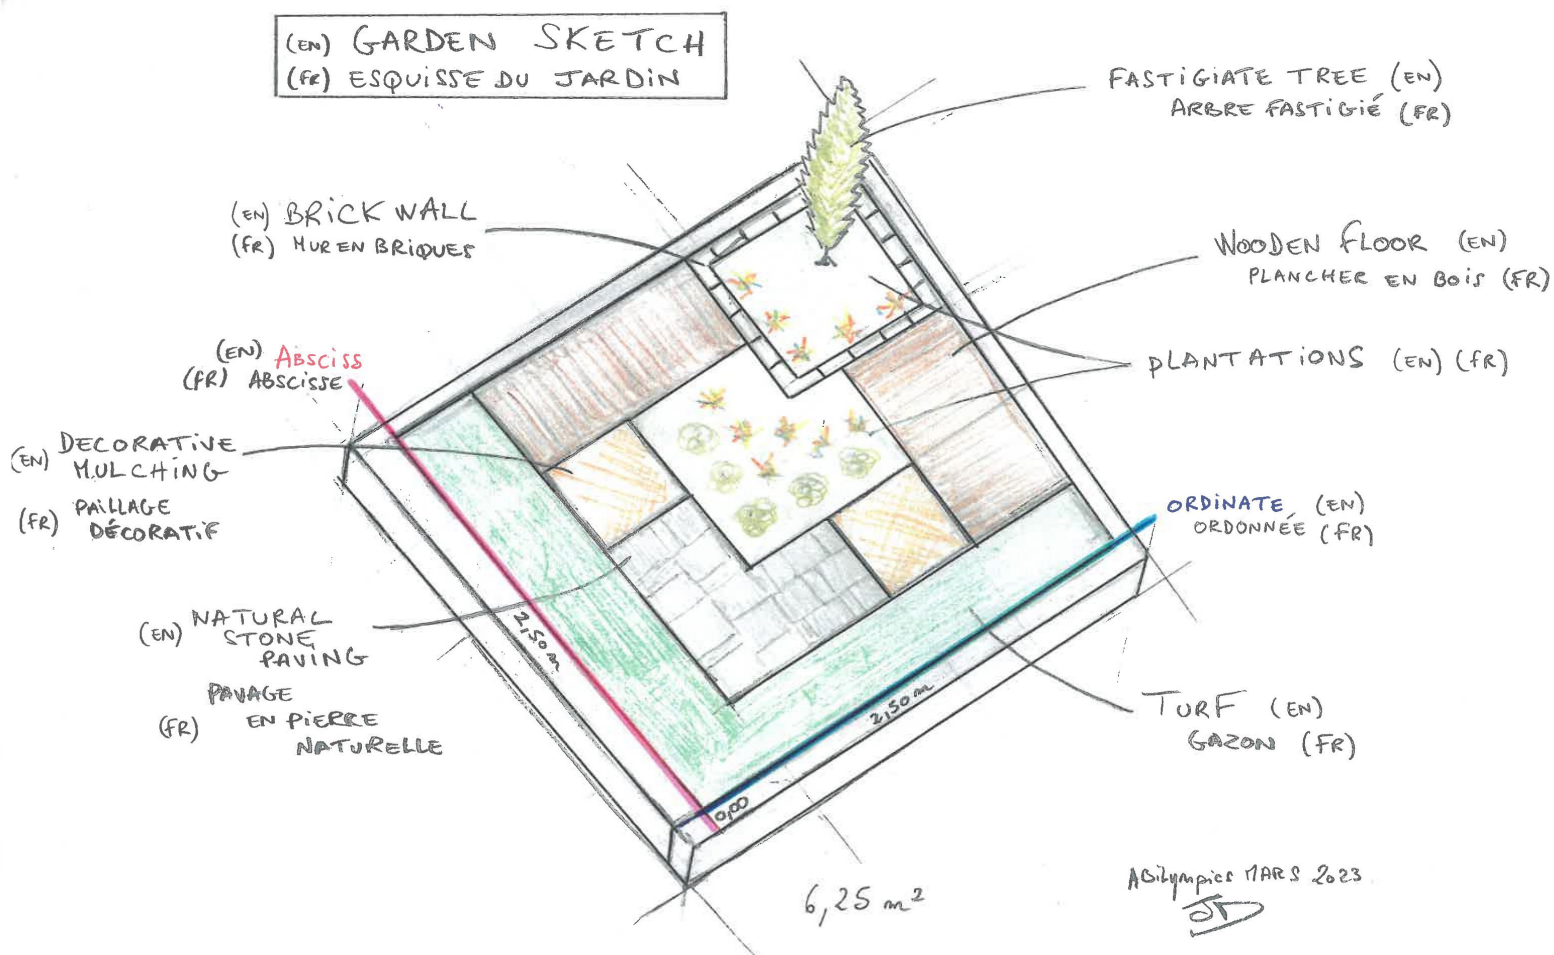 (EN) GARDEN SKETCH
(FR) ESQUISSE DU JARDIN
FASTIGIATE TREE (EN)
ARBRE FASTIGIÉ (FR)
(EN) BRICK WALL
(FR) MUR EN BRIQUES
WOODEN FLOOR (EN)
PLANCHER EN BOIS (FR)
(EN) ABSCISS
(FR) ABSCISSE
PLANTATIONS (EN) (FR)
(EN) DECORATIVE
MULCHING
(FR) PAILLAGE
DÉCORATIF
ORDINATE (EN)
ORDONNÉE (FR)
(EN) NATURAL
STONE
PAVING
(FR) PAVAGE
EN PIERRE
NATURELLE
2,50 m
2,50 m
0,00
TURF (EN)
GAZON (FR)
6,25 m²
Abilympics MARS 2023
JD